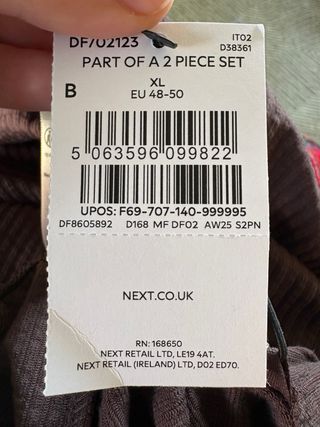 DF/02123
IT02
D38361
PART OF A 2 PIECE SET
XL
B
EU 48-50
5 063596 099822
UPOS: F69-707-140-999995
DF8605892 D168 MF DF02 AW25 S2PN
NEXT.CO.UK
RN: 168650
NEXT RETAIL LTD, LE19 4AT.
NEXT RETAIL (IRELAND) LTD, D02 ED70.